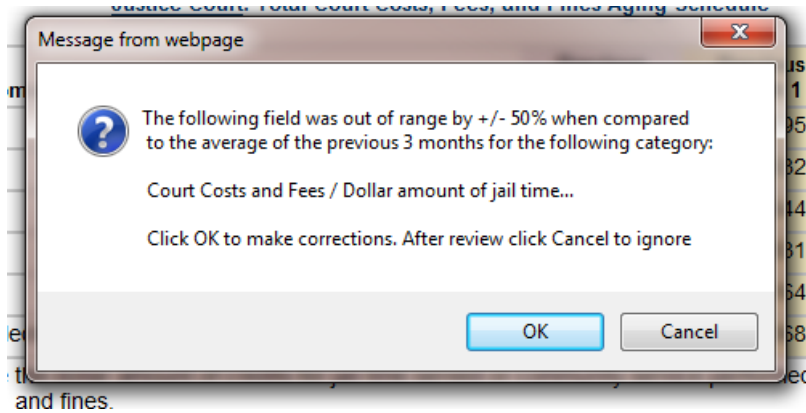 Justice Court: Total Court Costs, Fees, and Fines Aging Schedule
Message from webpage
The following field was out of range by +/- 50% when compared
to the average of the previous 3 months for the following category:
Court Costs and Fees / Dollar amount of jail time...
Click OK to make corrections. After review click Cancel to ignore
OK
Cancel
and fines.